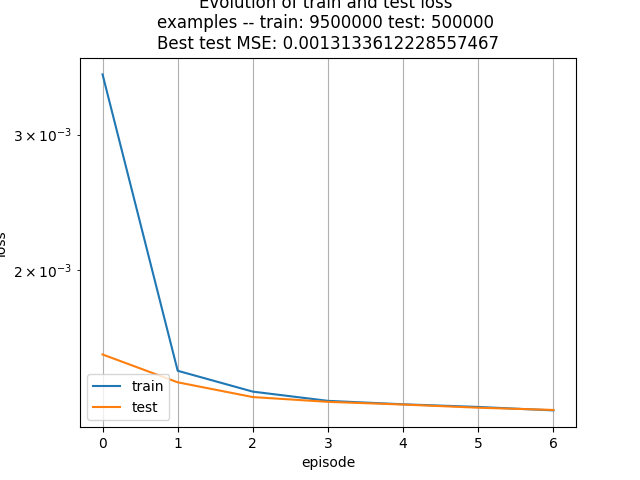 Evolution of train and test loss
examples -- train: 9500000 test: 500000
Best test MSE: 0.0013133612228557467
3 × 10⁻³
2 × 10⁻³
loss
train
test
0 1 2 3 4 5 6
episode